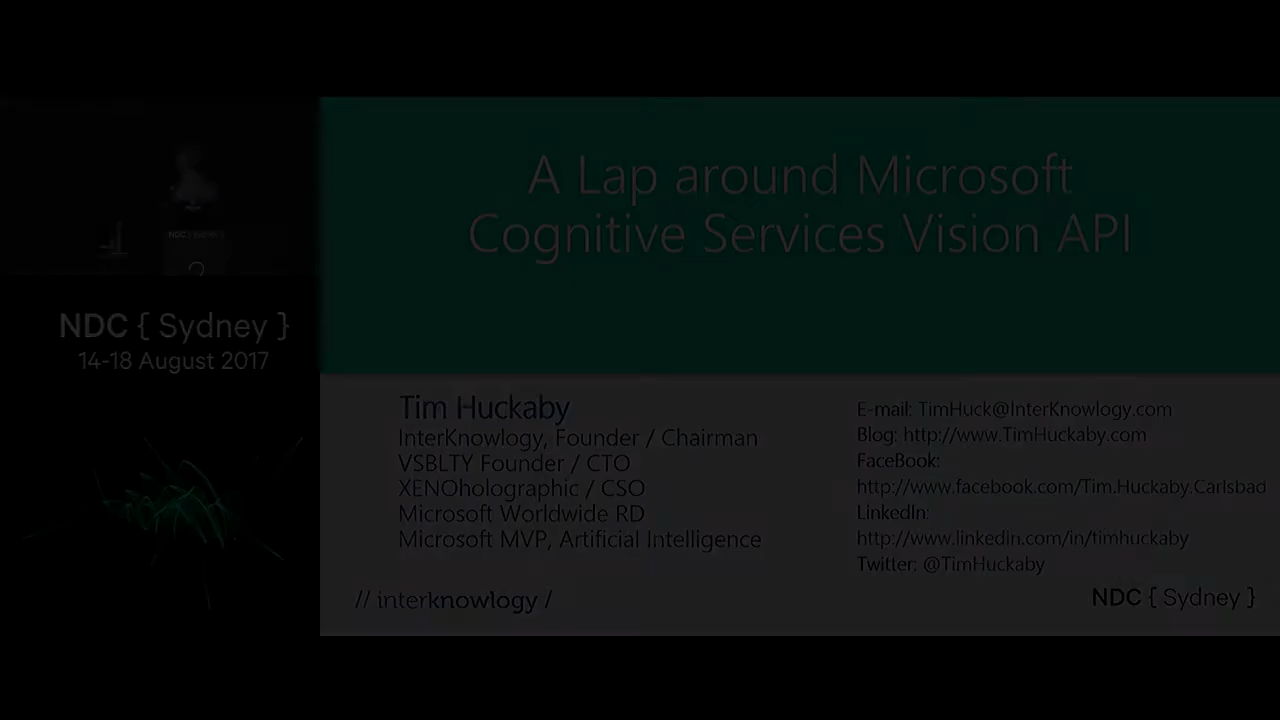 NDC { Sydney }
NDC { Sydney }
14-18 August 2017
A Lap around Microsoft
Cognitive Services Vision API
Tim Huckaby
InterKnowlogy, Founder / Chairman
VSBLTY Founder / CTO
XENOholographic / CSO
Microsoft Worldwide RD
Microsoft MVP, Artificial Intelligence
E-mail: TimHuck@InterKnowlogy.com
Blog: http://www.TimHuckaby.com
FaceBook:
http://www.facebook.com/Tim.Huckaby.Carlsbad
LinkedIn:
http://www.linkedin.com/in/timhuckaby
Twitter: @TimHuckaby
// interknowlogy /
NDC { Sydney }